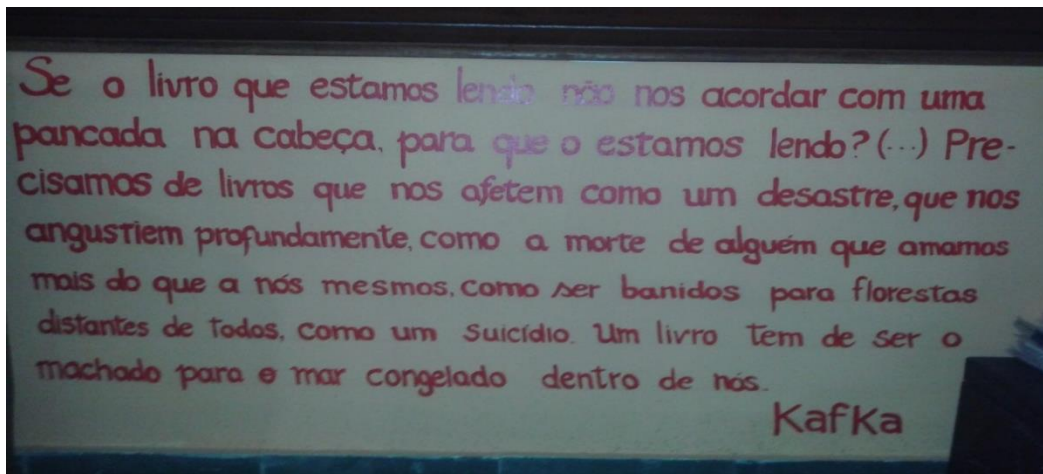 Se o livro que estamos lendo não nos acordar com uma
pancada na cabeça, para que o estamos lendo? (...) Pre-
cisamos de livros que nos afetem como um desastre, que nos
angustiem profundamente, como a morte de alguém que amamos
mais do que a nós mesmos, como ser banidos para florestas
distantes de todos, como um suicídio. Um livro tem de ser o
machado para o mar congelado dentro de nós.
Kafka